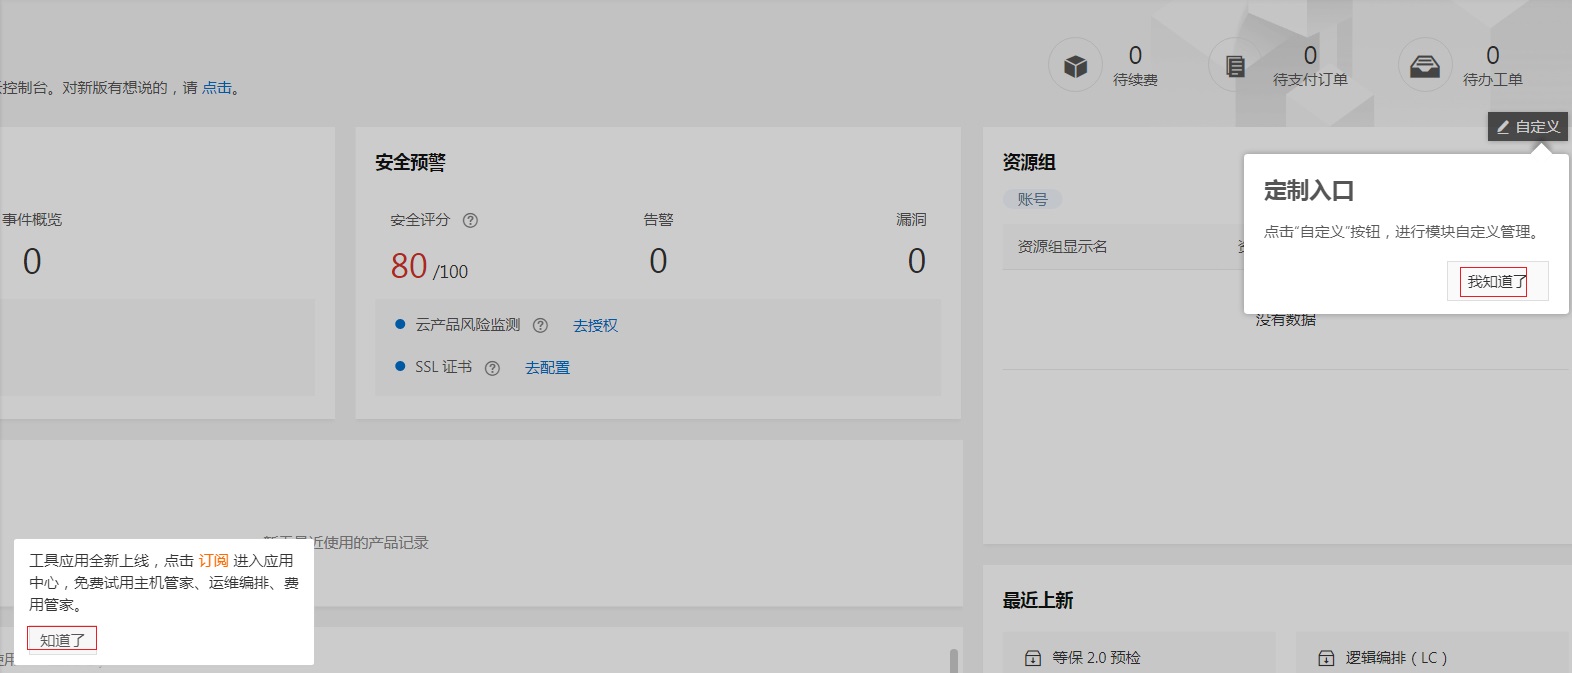 0
待续费
0
待支付订单
0
待办工单
控制台。对新版有想说的，请 点击。
自定义
定制入口
点击“自定义”按钮，进行模块自定义管理。
我知道了
事件概览
0
安全预警
安全评分
80 /100
告警
0
漏洞
0
云产品风险监测 去授权
SSL 证书 去配置
资源组
账号
资源组显示名
没有数据
近使用的产品记录
工具应用全新上线，点击 订阅 进入应用
中心，免费试用主机管家、运维编排、费
用管家。
知道了
最近上新
等保 2.0 预检
逻辑编排（LC）